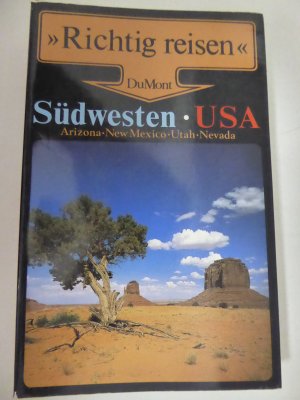 »Richtig reisen«
DuMont
Südwesten · USA
Arizona·New Mexico·Utah·Nevada